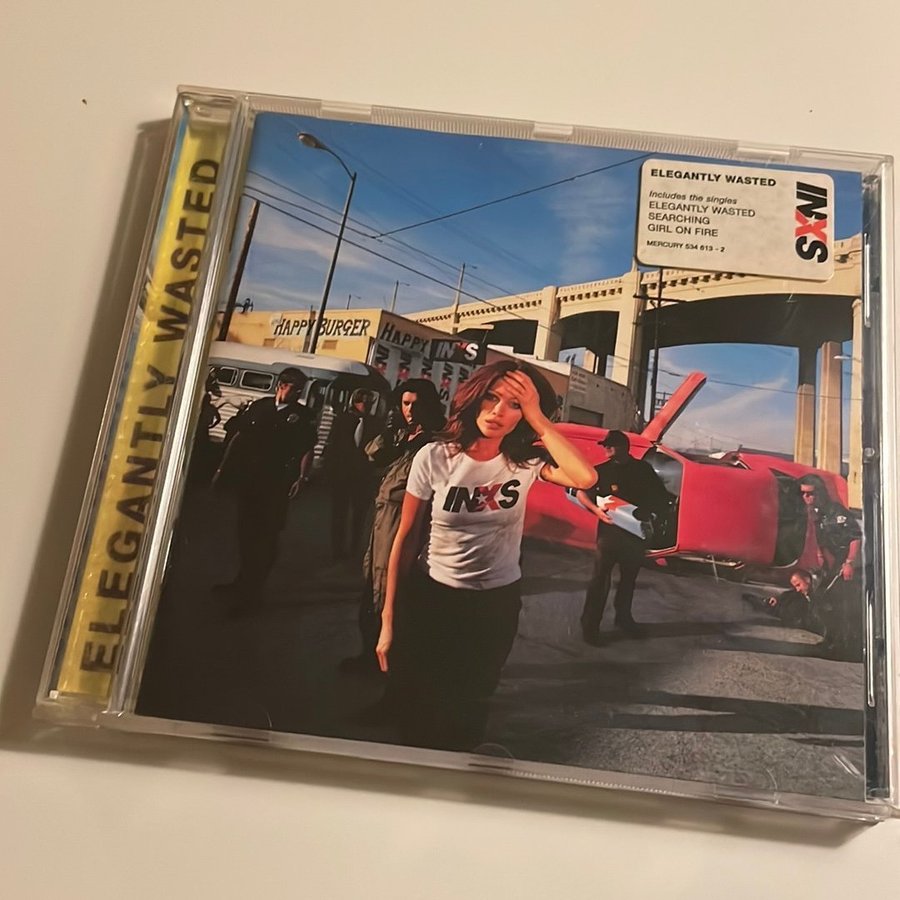 ELEGANTLY WASTED
ELEGANTLY WASTED
Includes the singles
ELEGANTLY WASTED
SEARCHING
GIRL ON FIRE
MERCURY 534 613 - 2
INXS
HAPPY BURGER
HAPPY
INXS
INXS